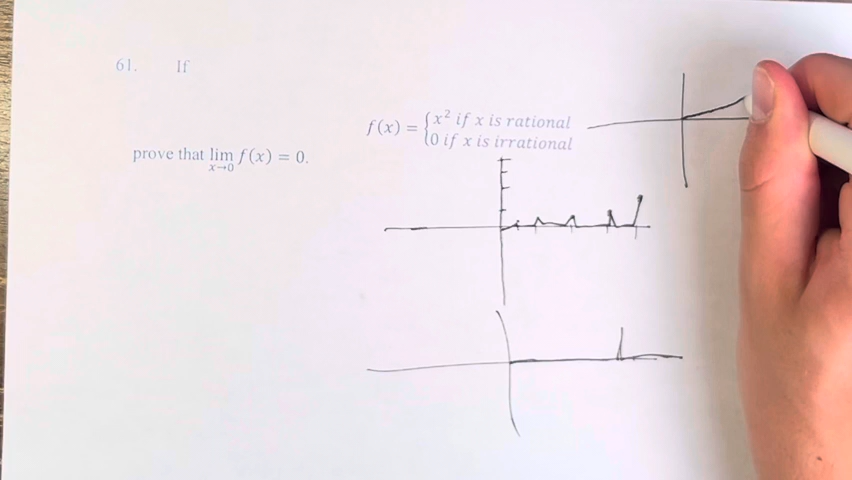 61. If
f(x) = {x² if x is rational
0 if x is irrational
prove that lim f(x) = 0.
x→0